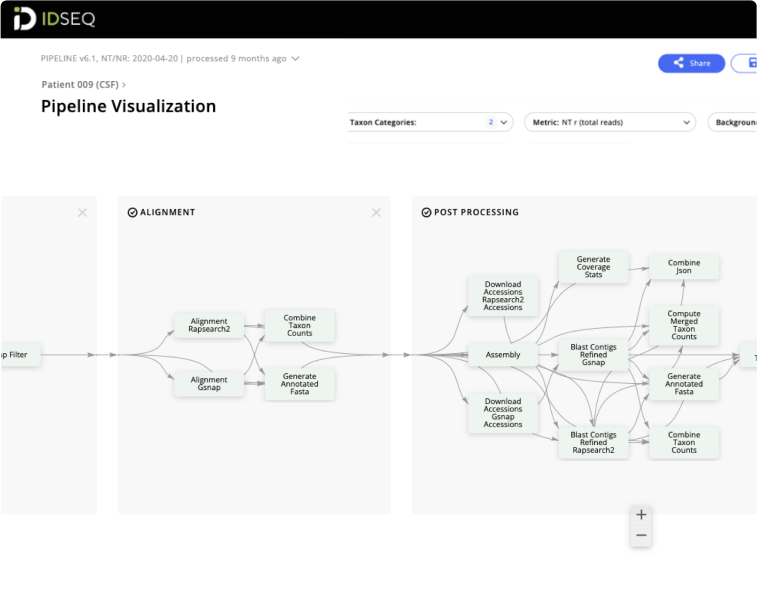 IDSEQ
PIPELINE v6.1, NT/NR: 2020-04-20 | processed 9 months ago
Share
Patient 009 (CSF) >
Pipeline Visualization
Taxon Categories: 2
Metric: NT r (total reads)
Backgroun
ALIGNMENT
POST PROCESSING
p Filter
Alignment
Rapsearch2
Alignment
Gsnap
Combine
Taxon
Counts
Generate
Annotated
Fasta
Download
Accessions
Rapsearch2
Accessions
Assembly
Download
Accessions
Gsnap
Accessions
Generate
Coverage
Stats
Blast Contigs
Refined
Gsnap
Blast Contigs
Refined
Rapsearch2
Combine
Json
Compute
Merged
Taxon
Counts
Generate
Annotated
Fasta
Combine
Taxon
Counts
T
+
−